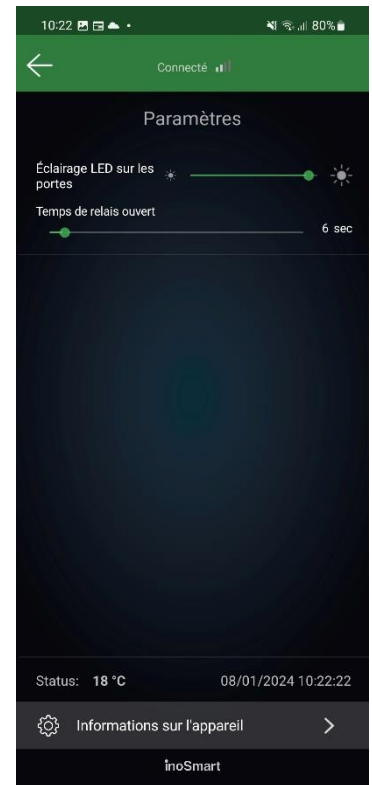 10:22 80%
Connecté
Paramètres
Éclairage LED sur les
portes
Temps de relais ouvert
6 sec
Status: 18 °C 08/01/2024 10:22:22
Informations sur l'appareil
inoSmart